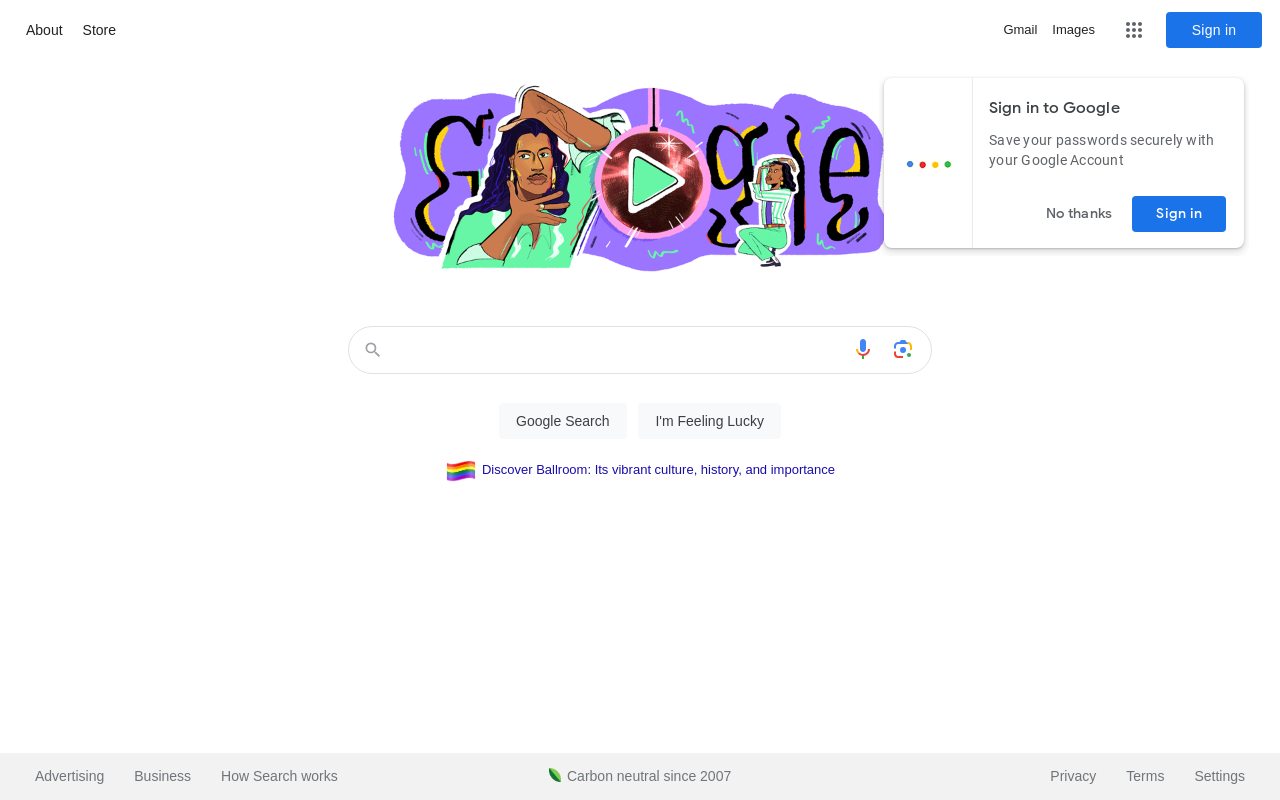 About
Store
Gmail
Images
Sign in
Google
Sign in to Google
Save your passwords securely with
your Google Account
No thanks
Sign in
Google Search
I'm Feeling Lucky
Discover Ballroom: Its vibrant culture, history, and importance
Advertising
Business
How Search works
Carbon neutral since 2007
Privacy
Terms
Settings